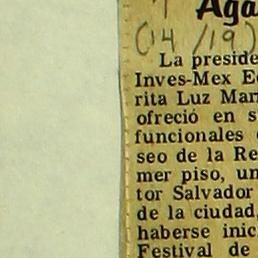 Aga
(14/19)
La preside
Inves-Mex E
rita Luz Mar
ofreció en s
funcionales
seo de la Re
mer piso, un
tor Salvador
de la ciudad,
haberse inic
Festival de